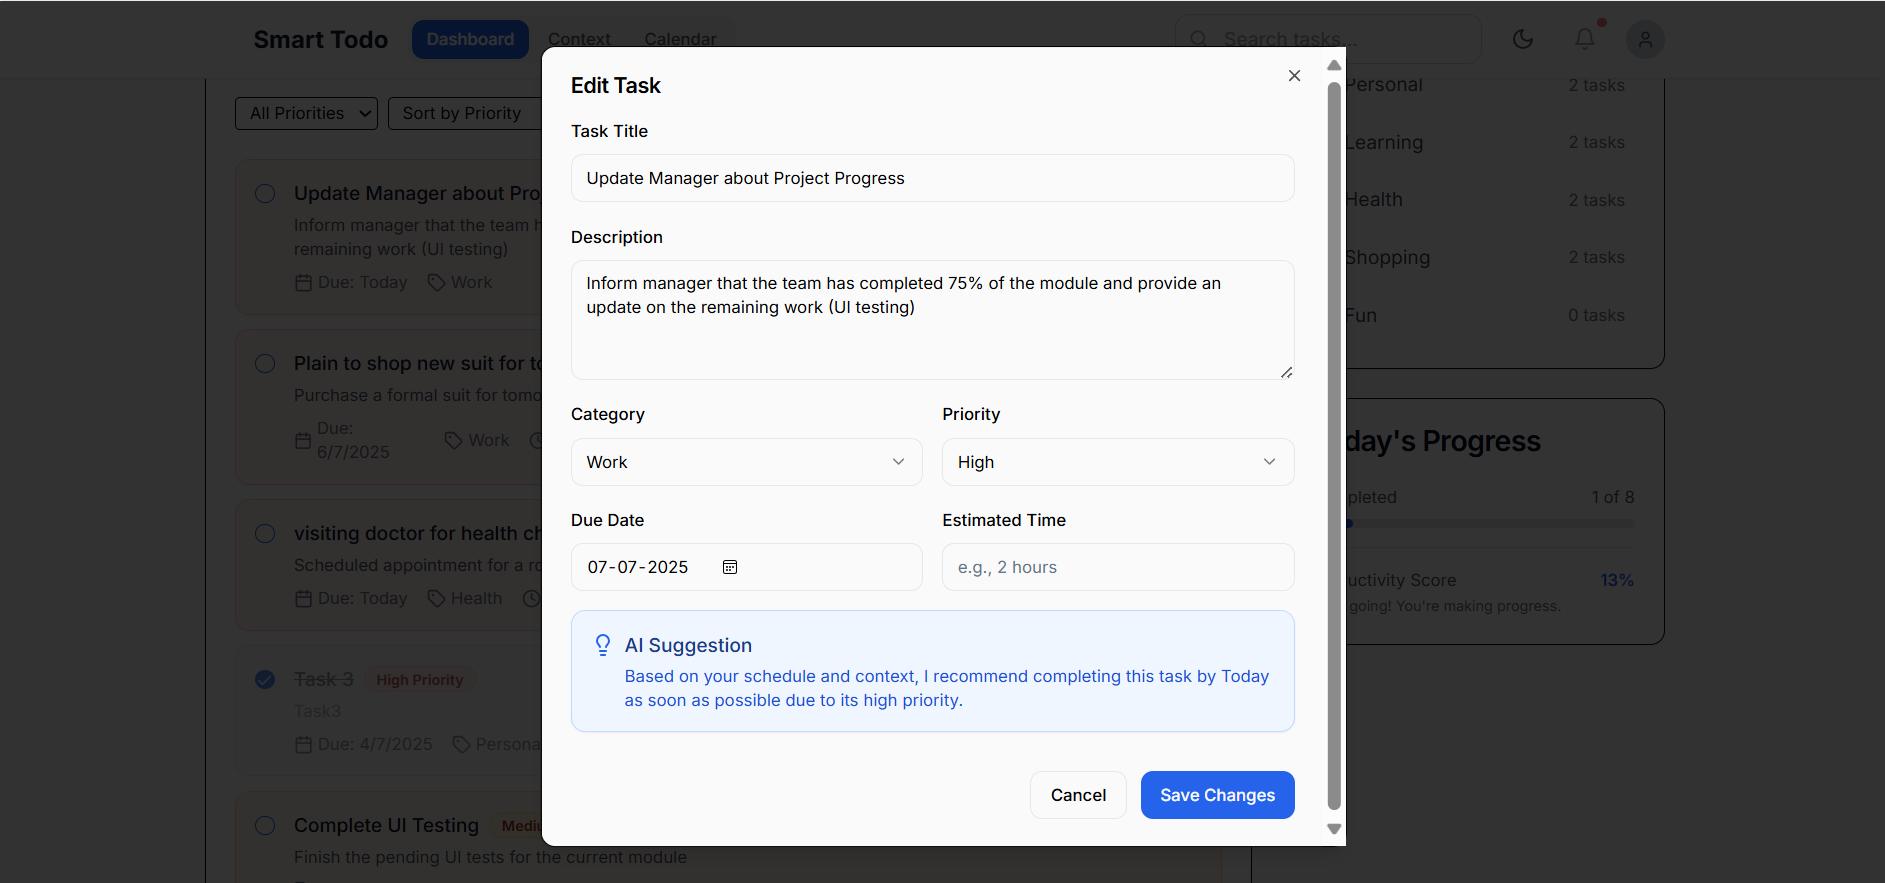 Smart Todo
Dashboard
Context
Calendar
Search tasks...
All Priorities
Sort by Priority
Update Manager about Pro
Inform manager that the team h
remaining work (UI testing)
Due: Today
Work
Plain to shop new suit for to
Purchase a formal suit for tomo
Due:
6/7/2025
Work
visiting doctor for health ch
Scheduled appointment for a ro
Due: Today
Health
Task 3
High Priority
Task3
Due: 4/7/2025
Persona
Complete UI Testing
Mediu
Finish the pending UI tests for the current module
Edit Task
Task Title
Update Manager about Project Progress
Description
Inform manager that the team has completed 75% of the module and provide an
update on the remaining work (UI testing)
Category
Priority
Work
High
Due Date
Estimated Time
07-07-2025
e.g., 2 hours
AI Suggestion
Based on your schedule and context, I recommend completing this task by Today
as soon as possible due to its high priority.
Cancel
Save Changes
Personal
2 tasks
Learning
2 tasks
Health
2 tasks
Shopping
2 tasks
Fun
0 tasks
day's Progress
pleted
1 of 8
uctivity Score
13%
going! You're making progress.